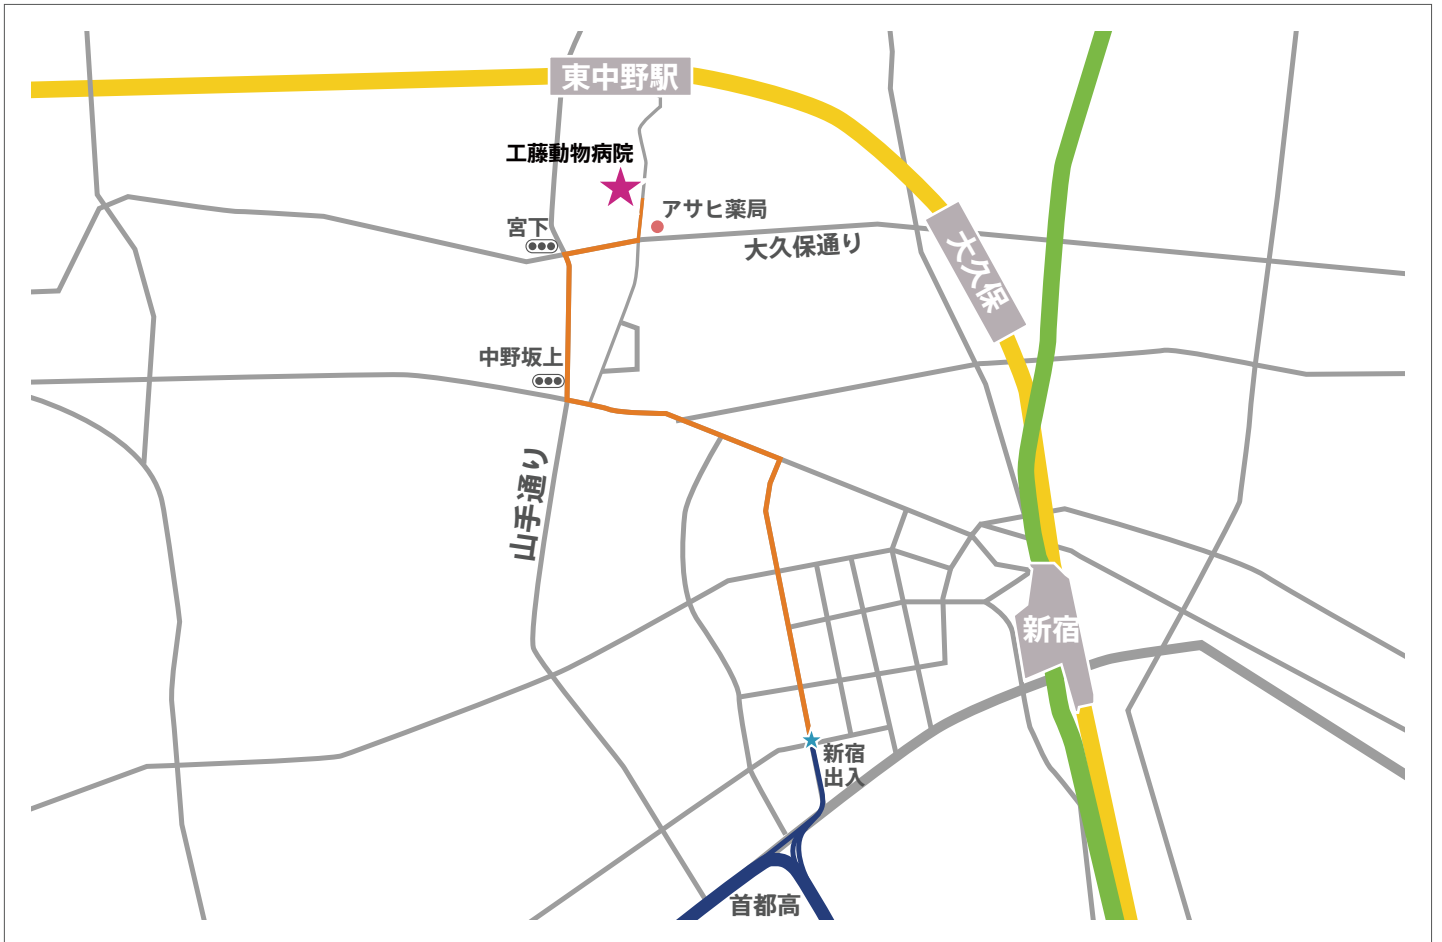 東中野駅
工藤動物病院
アサヒ薬局
宮下
大久保通り
大久保
中野坂上
山手通り
新宿
新宿
出入
首都高